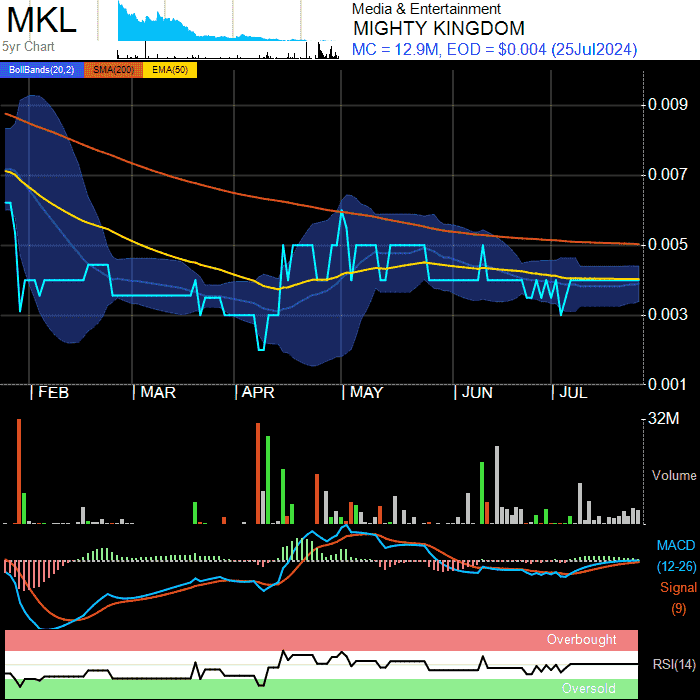 MKL
5yr Chart
Media & Entertainment
MIGHTY KINGDOM
MC = 12.9M, EOD = $0.004 (25Jul2024)
BollBands(20,2) SMA(200) EMA(50)
0.009
0.007
0.005
0.003
0.001
FEB MAR APR MAY JUN JUL
32M
Volume
MACD
(12-26)
Signal
(9)
Overbought
RSI(14)
Oversold